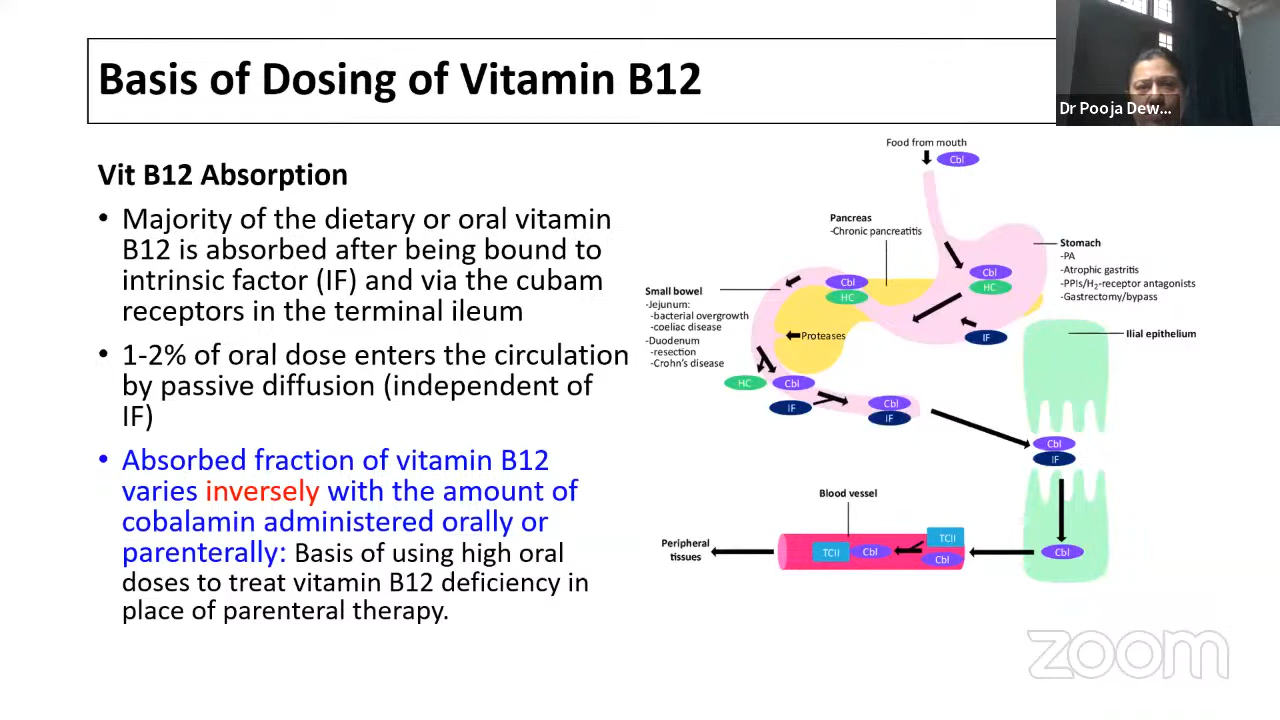 Basis of Dosing of Vitamin B12
Dr Pooja Dew...
Vit B12 Absorption
• Majority of the dietary or oral vitamin
B12 is absorbed after being bound to
intrinsic factor (IF) and via the cubam
receptors in the terminal ileum
• 1-2% of oral dose enters the circulation
by passive diffusion (independent of
IF)
• Absorbed fraction of vitamin B12
varies inversely with the amount of
cobalamin administered orally or
parenterally: Basis of using high oral
doses to treat vitamin B12 deficiency in
place of parenteral therapy.
Food from mouth
Cbl
Pancreas
-Chronic pancreatitis
Stomach
-PA
-Atrophic gastritis
-PPIs/H₂-receptor antagonists
-Gastrectomy/bypass
Cbl
HC
Cbl
HC
Small bowel
-Jejunum:
-bacterial overgrowth
-coeliac disease
-Duodenum
-resection
-Crohn's disease
Proteases
IF
Ilial epithelium
HC
Cbl
IF
Cbl
IF
Cbl
IF
Blood vessel
Peripheral
tissues
TCII
Cbl
TCII
Cbl
Cbl
zoom